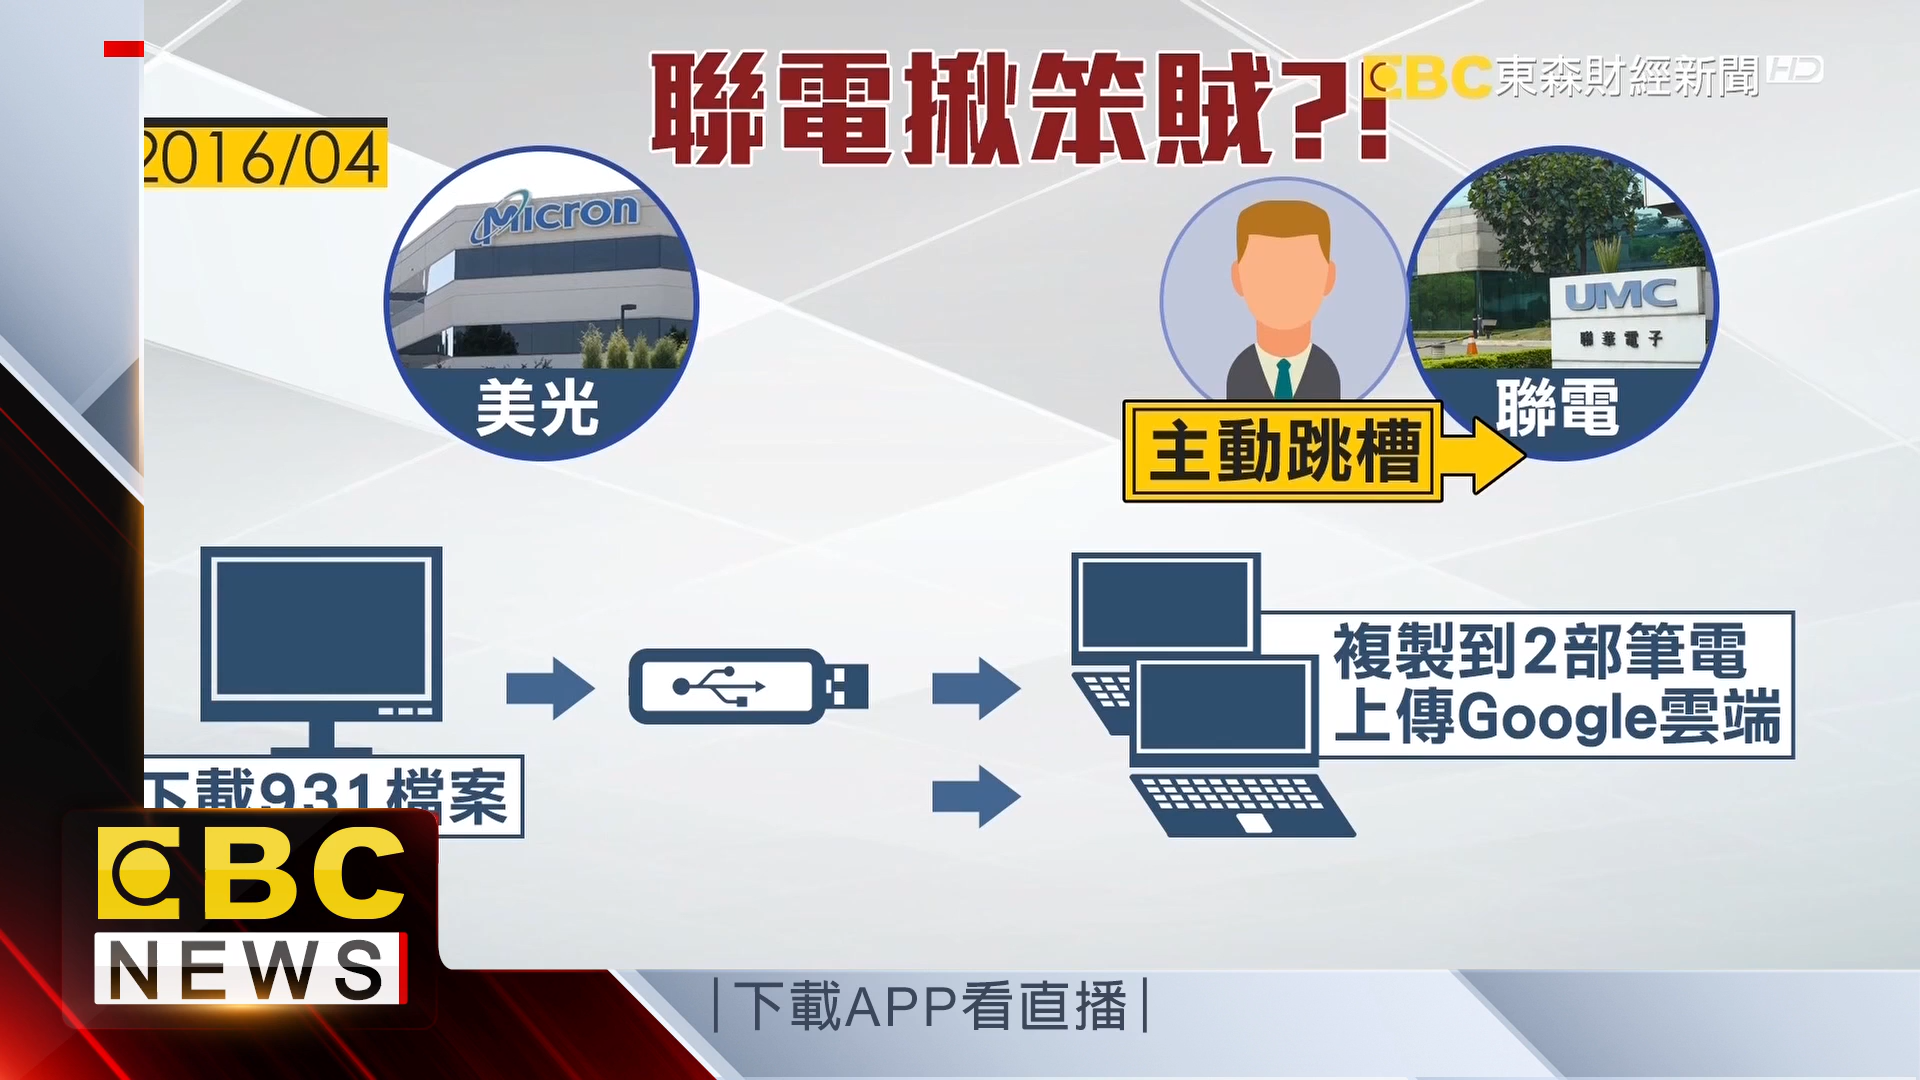 聯電揪笨賊?!
EBC東森財經新聞HD
2016/04
Micron
美光
UMC
聯華電子
聯電
主動跳槽
複製到2部筆電
上傳Google雲端
下載931檔案
EBC
NEWS
|下載APP看直播|